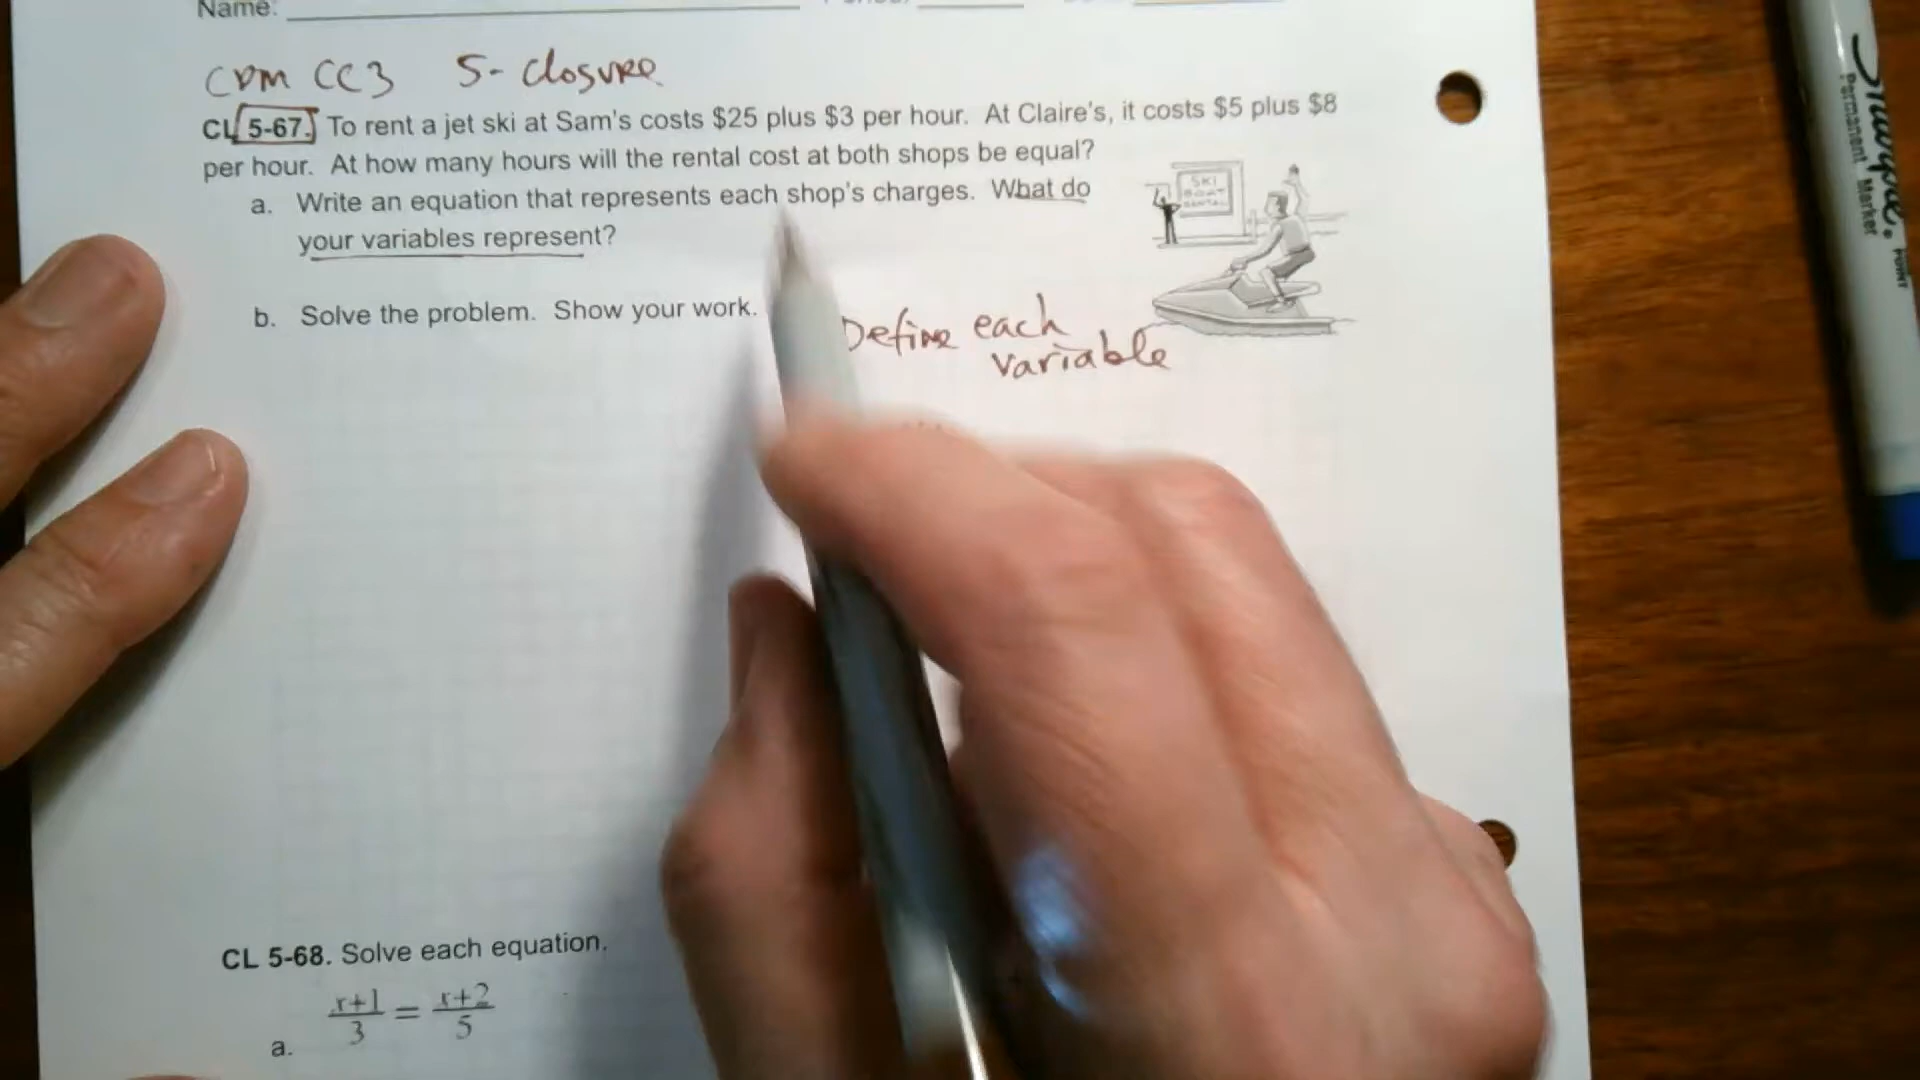 Name:
CPM CC3 5-closure
CL 5-67. To rent a jet ski at Sam's costs $25 plus $3 per hour. At Claire's, it costs $5 plus $8
per hour. At how many hours will the rental cost at both shops be equal?
a. Write an equation that represents each shop's charges. What do
your variables represent?
SKI
BOAT
RENTAL
b. Solve the problem. Show your work.
Define each
variable
CL 5-68. Solve each equation.
a. x+1/3 = x+2/5
Sharpie.
Permanent Marker
POINT